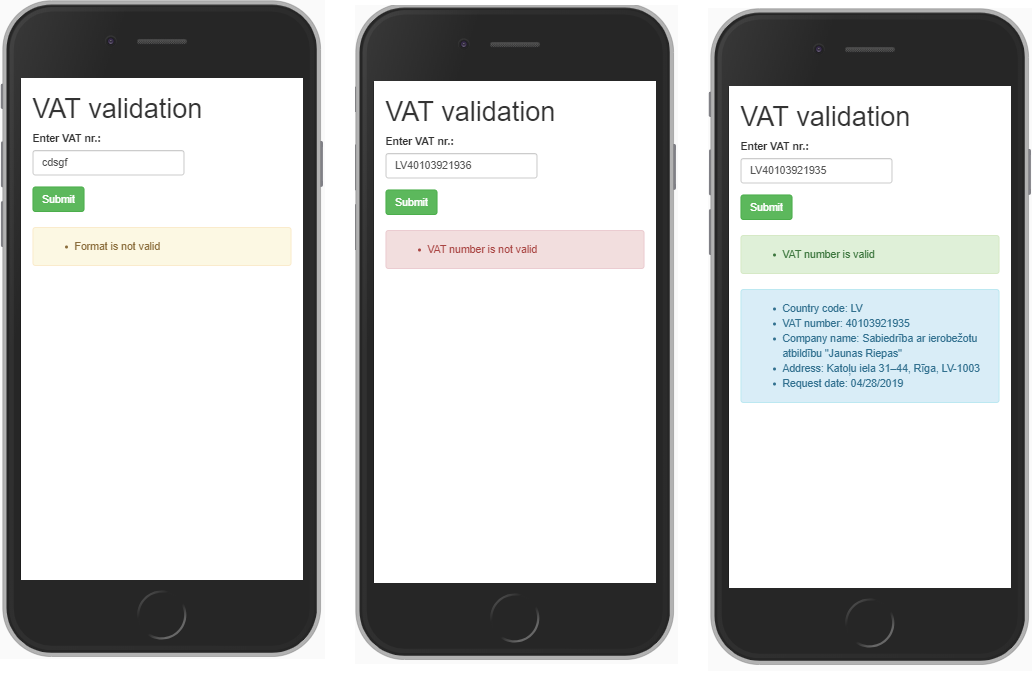 VAT validation
Enter VAT nr.:
cdsgf
Submit
• Format is not valid
VAT validation
Enter VAT nr.:
LV40103921936
Submit
• VAT number is not valid
VAT validation
Enter VAT nr.:
LV40103921935
Submit
• VAT number is valid
• Country code: LV
• VAT number: 40103921935
• Company name: Sabiedrība ar ierobežotu
atbildību "Jaunas Riepas"
• Address: Katoļu iela 31–44, Rīga, LV-1003
• Request date: 04/28/2019